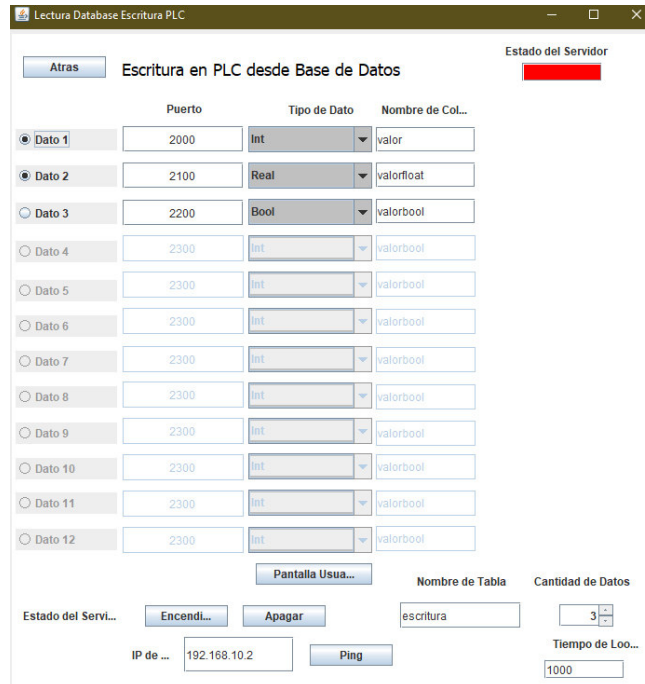 Lectura Database Escritura PLC
Estado del Servidor
Atras
Escritura en PLC desde Base de Datos
Puerto Tipo de Dato Nombre de Col...
Dato 1 2000 Int valor
Dato 2 2100 Real valorfloat
Dato 3 2200 Bool valorbool
Dato 4 2300 Int valorbool
Dato 5 2300 Int valorbool
Dato 6 2300 Int valorbool
Dato 7 2300 Int valorbool
Dato 8 2300 Int valorbool
Dato 9 2300 Int valorbool
Dato 10 2300 Int valorbool
Dato 11 2300 Int valorbool
Dato 12 2300 Int valorbool
Pantalla Usua...
Nombre de Tabla Cantidad de Datos
Estado del Servi... Encendi... Apagar escritura 3
Tiempo de Loo...
IP de ... 192.168.10.2 Ping
1000